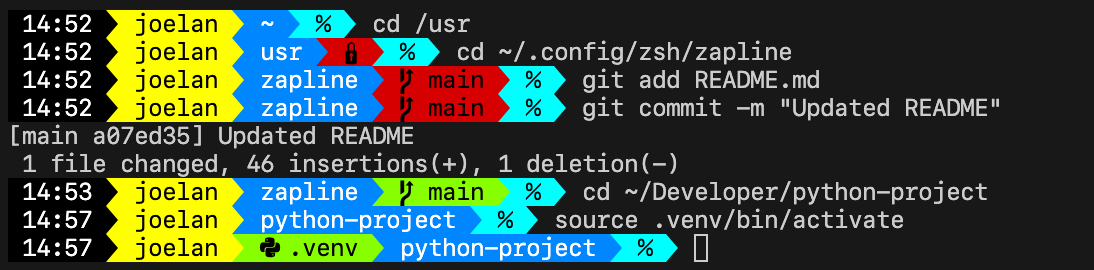 14:52 joelan ~ % cd /usr
14:52 joelan usr % cd ~/.config/zsh/zapline
14:52 joelan zapline main % git add README.md
14:52 joelan zapline main % git commit -m "Updated README"
[main a07ed35] Updated README
1 file changed, 46 insertions(+), 1 deletion(-)
14:53 joelan zapline main % cd ~/Developer/python-project
14:57 joelan python-project % source .venv/bin/activate
14:57 joelan .venv python-project %